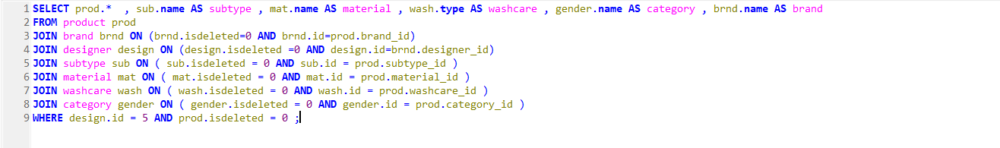 1 SELECT prod.*  , sub.name AS subtype , mat.name AS material , wash.type AS washcare , gender.name AS category , brnd.name AS brand
2 FROM product prod
3 JOIN brand brnd ON (brnd.isdeleted=0 AND brnd.id=prod.brand_id)
4 JOIN designer design ON (design.isdeleted =0 AND design.id=brnd.designer_id)
5 JOIN subtype sub ON ( sub.isdeleted = 0 AND sub.id = prod.subtype_id )
6 JOIN material mat ON ( mat.isdeleted = 0 AND mat.id = prod.material_id )
7 JOIN washcare wash ON ( wash.isdeleted = 0 AND wash.id = prod.washcare_id )
8 JOIN category gender ON ( gender.isdeleted = 0 AND gender.id = prod.category_id )
9 WHERE design.id = 5 AND prod.isdeleted = 0 ;